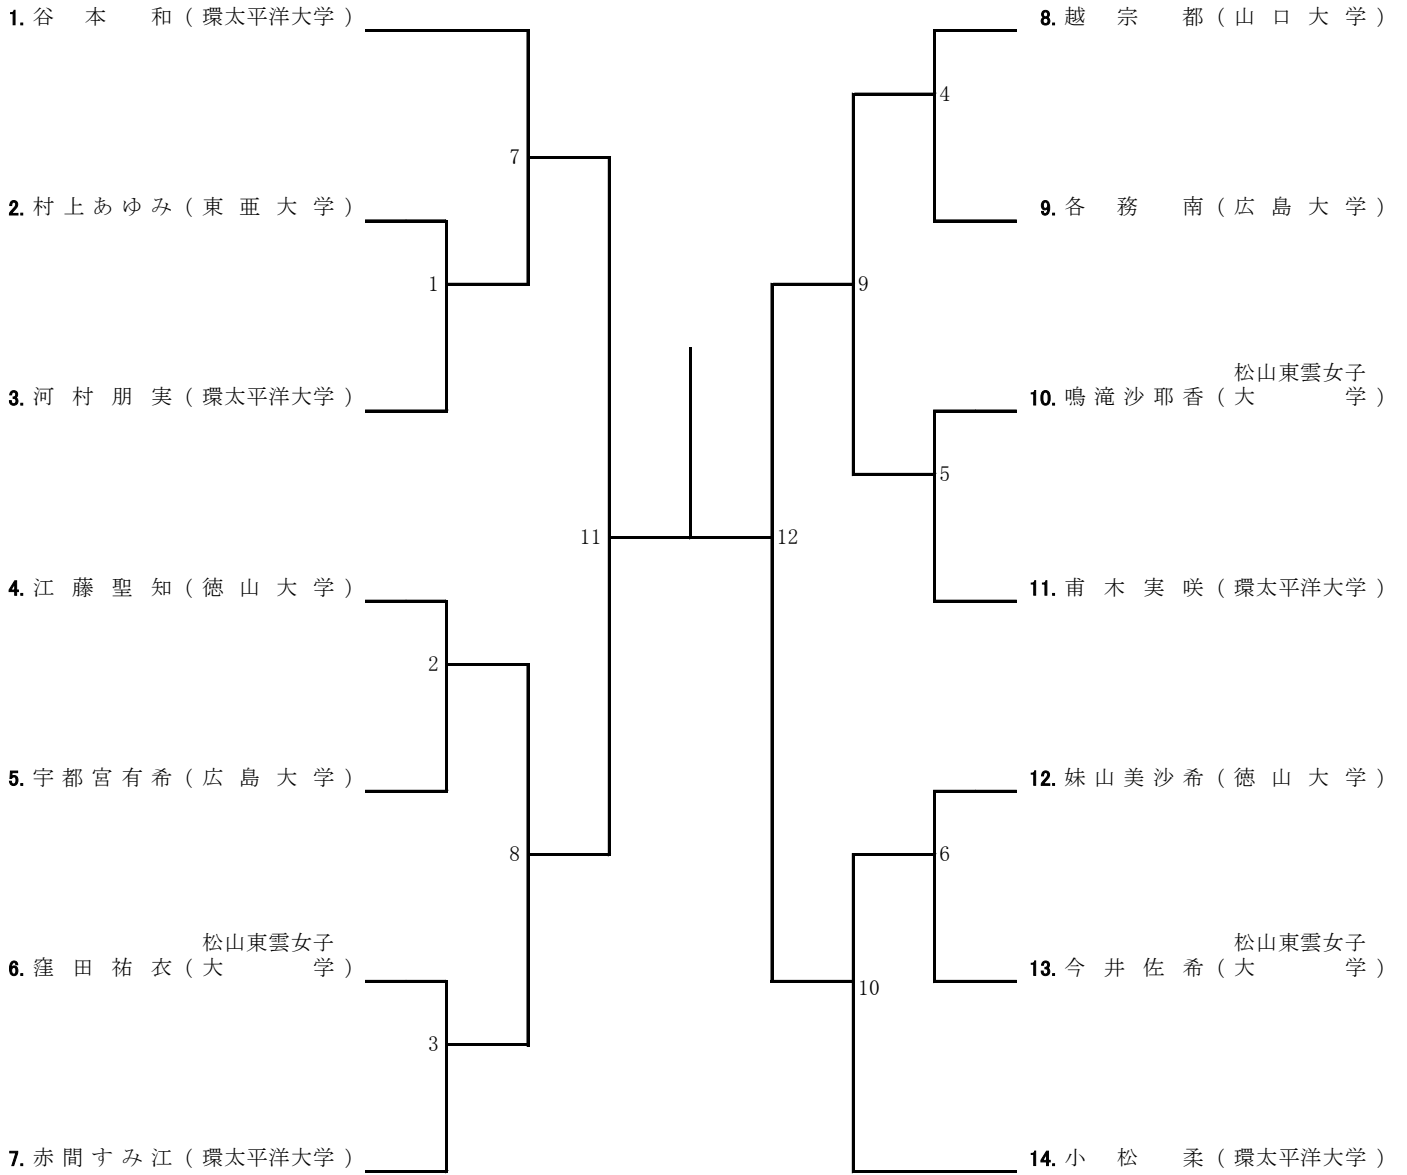 1. 谷本和(環太平洋大学)
2. 村上あゆみ(東亜大学)
3. 河村朋実(環太平洋大学)
4. 江藤聖知(徳山大学)
5. 宇都宮有希(広島大学)
松山東雲女子
6. 窪田祐衣(大学)
7. 赤間すみ江(環太平洋大学)
7
1
11
2
8
3
12
4
9
5
6
10
8. 越宗都(山口大学)
9. 各務南(広島大学)
松山東雲女子
10. 鳴滝沙耶香(大学)
11. 甫木実咲(環太平洋大学)
12. 妹山美沙希(徳山大学)
松山東雲女子
13. 今井佐希(大学)
14. 小松柔(環太平洋大学)